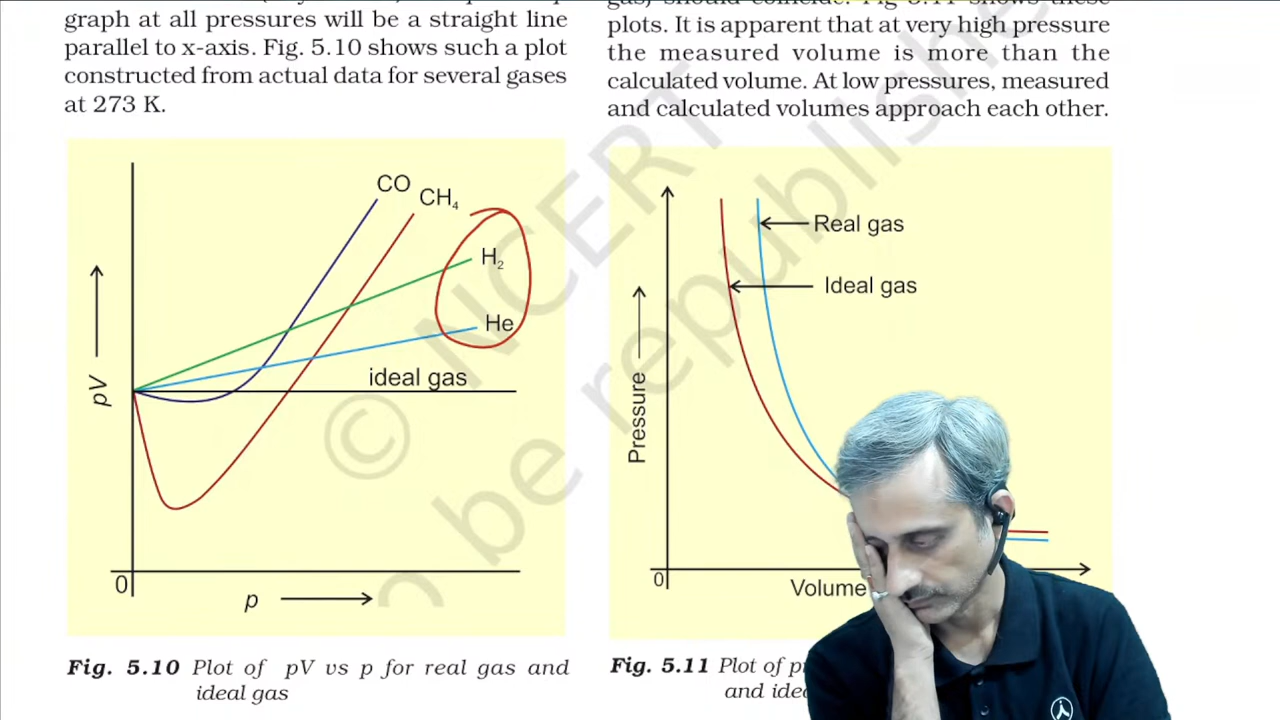 graph at all pressures will be a straight line
parallel to x-axis. Fig. 5.10 shows such a plot
constructed from actual data for several gases
at 273 K.
CO
CH4
H2
He
ideal gas
pV
0
p
Fig. 5.10 Plot of pV vs p for real gas and
ideal gas
plots. It is apparent that at very high pressure
the measured volume is more than the
calculated volume. At low pressures, measured
and calculated volumes approach each other.
Real gas
Ideal gas
Pressure
0
Volume
Fig. 5.11 Plot of
and
© NCERT
be republished